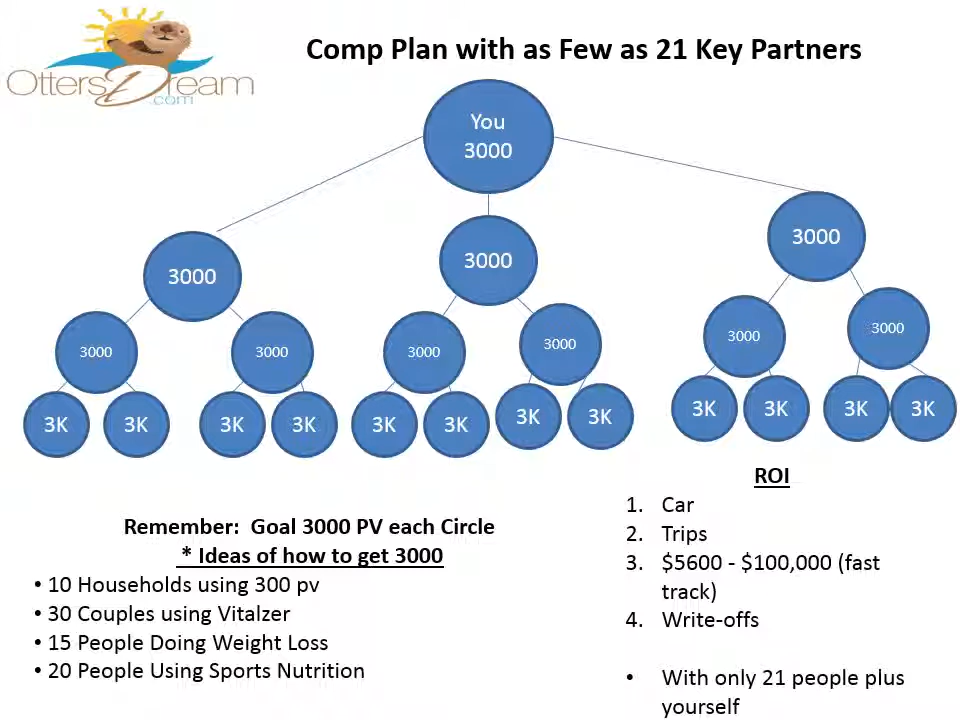 OttersDream
.com
Comp Plan with as Few as 21 Key Partners
You
3000
3000
3000
3000
3000
3000
3000
3000
3000
3000
3K
3K
3K
3K
3K
3K
3K
3K
3K
3K
3K
3K
Remember:  Goal 3000 PV each Circle
* Ideas of how to get 3000
• 10 Households using 300 pv
• 30 Couples using Vitalzer
• 15 People Doing Weight Loss
• 20 People Using Sports Nutrition
ROI
1. Car
2. Trips
3. $5600 - $100,000 (fast
track)
4. Write-offs
• With only 21 people plus
yourself